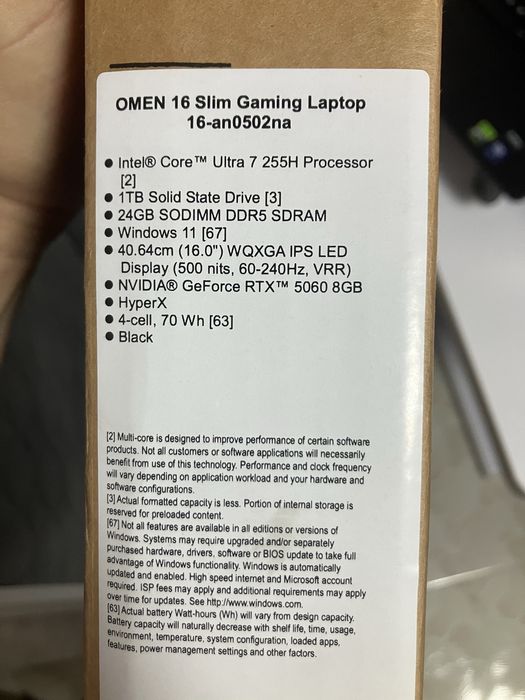 OMEN 16 Slim Gaming Laptop
16-an0502na
● Intel® Core™ Ultra 7 255H Processor
[2]
● 1TB Solid State Drive [3]
● 24GB SODIMM DDR5 SDRAM
● Windows 11 [67]
● 40.64cm (16.0") WQXGA IPS LED
Display (500 nits, 60-240Hz, VRR)
● NVIDIA® GeForce RTX™ 5060 8GB
● HyperX
● 4-cell, 70 Wh [63]
● Black
[2] Multi-core is designed to improve performance of certain software
products. Not all customers or software applications will necessarily
benefit from use of this technology. Performance and clock frequency
will vary depending on application workload and your hardware and
software configurations.
[3] Actual formatted capacity is less. Portion of internal storage is
reserved for preloaded content.
[67] Not all features are available in all editions or versions of
Windows. Systems may require upgraded and/or separately
purchased hardware, drivers, software or BIOS update to take full
advantage of Windows functionality. Windows is automatically
updated and enabled. High speed internet and Microsoft account
required. ISP fees may apply and additional requirements may apply
over time for updates. See http://www.windows.com.
[63] Actual battery Watt-hours (Wh) will vary from design capacity.
Battery capacity will naturally decrease with shelf life, time, usage,
environment, temperature, system configuration, loaded apps,
features, power management settings and other factors.